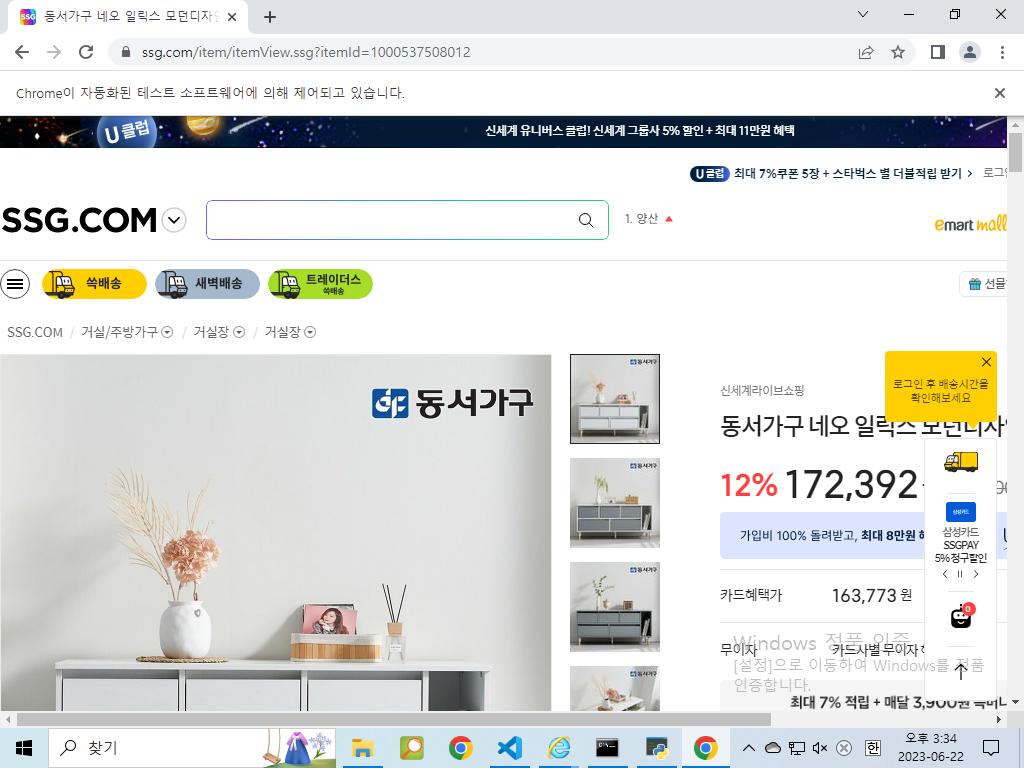 동서가구 네오 일릭스 모던디자인
ssg.com/item/itemView.ssg?itemId=1000537508012
Chrome이 자동화된 테스트 소프트웨어에 의해 제어되고 있습니다.
U 클럽
신세계 유니버스 클럽! 신세계 그룹사 5% 할인 + 최대 11만원 혜택
U 클럽 최대 7%쿠폰 5장 + 스타벅스 별 더블적립 받기 > 로그인
SSG.COM
1. 양산
emart mall
쓱배송
새벽배송
트레이더스
쓱배송
선물
SSG.COM / 거실/주방가구 / 거실장 / 거실장
동서가구
로그인 후 배송시간을
확인해보세요
신세계라이브쇼핑
동서가구 네오 일릭스 모던디자
12% 172,392
가입비 100% 돌려받고, 최대 8만원
삼성카드
삼성카드
SSGPAY
5% 청구할인
카드혜택가 163,773 원
0
무이자 카드사별 무이자
Windows 정품 인증
[설정]으로 이동하여 Windows를 정품
인증합니다.
최대 7% 적립 + 매달 3,900원 쓱머니
찾기
오후 3:34
2023-06-22
한